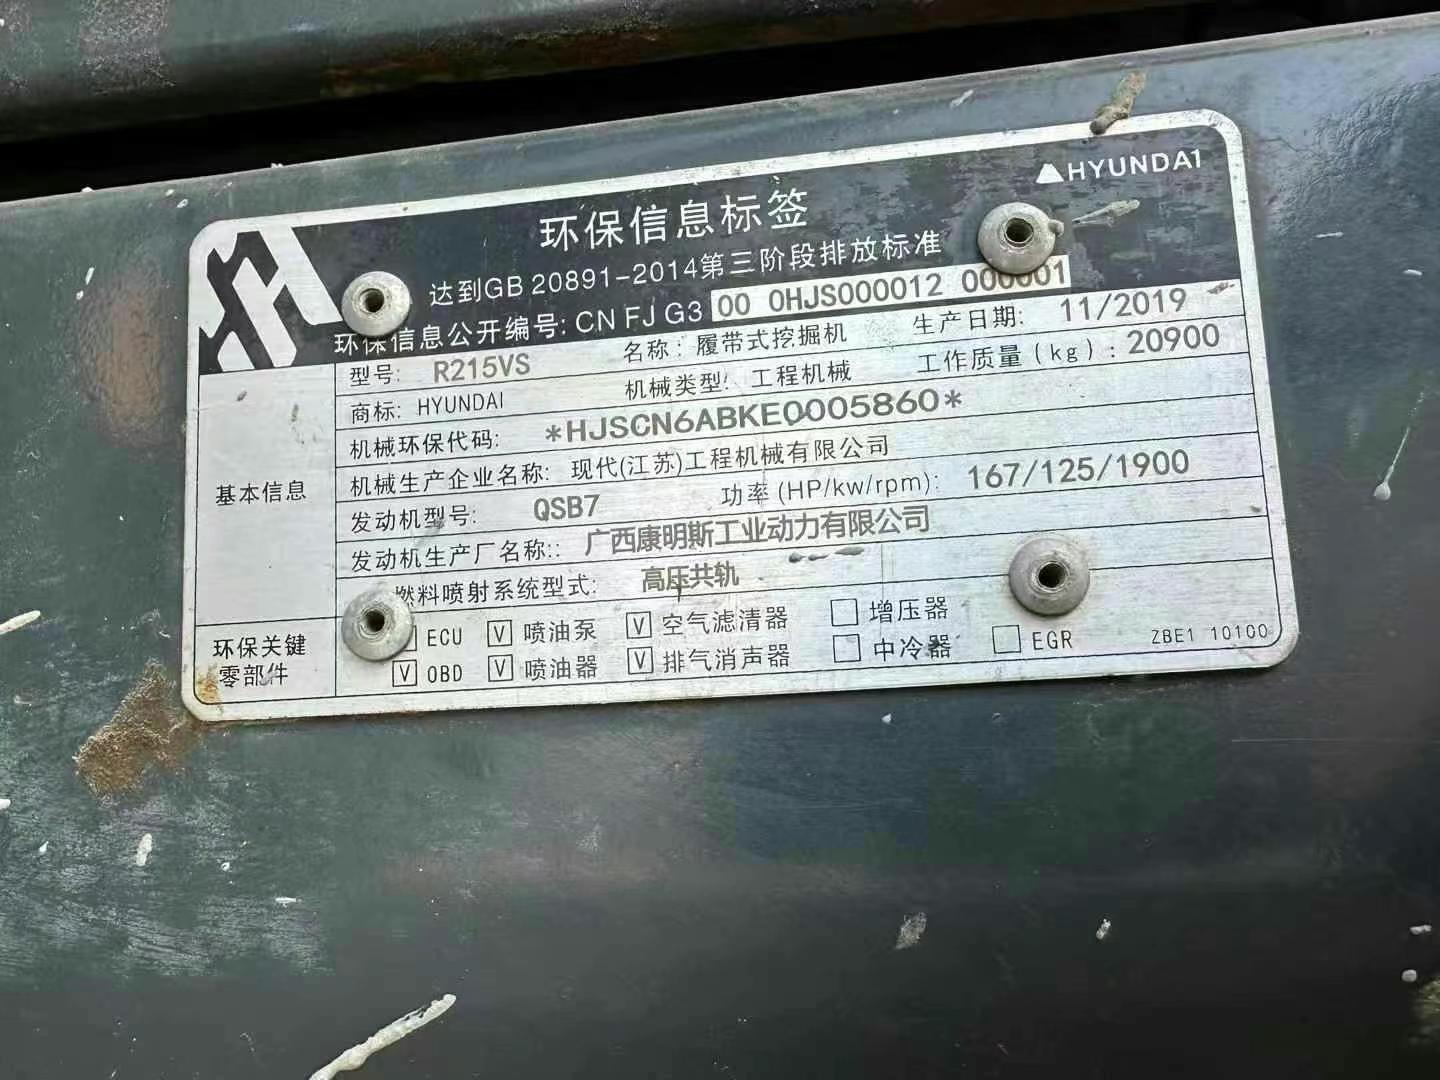 HYUNDAI
环保信息标签
达到GB 20891-2014第三阶段排放标准
环保信息公开编号: CN FJ G3 00 0HJS000012 000001
型号: R215VS 名称: 履带式挖掘机 生产日期: 11/2019
商标: HYUNDAI 机械类型: 工程机械 工作质量(kg): 20900
机械环保代码: *HJSCN6ABKE0005860*
机械生产企业名称: 现代(江苏)工程机械有限公司
基本信息
发动机型号: QSB7 功率(HP/kw/rpm): 167/125/1900
发动机生产厂名称:: 广西康明斯工业动力有限公司
燃料喷射系统型式: 高压共轨
环保关键
零部件
ECU V 喷油泵 V 空气滤清器 增压器
V OBD V 喷油器 V 排气消声器 中冷器 EGR ZBE1 10100